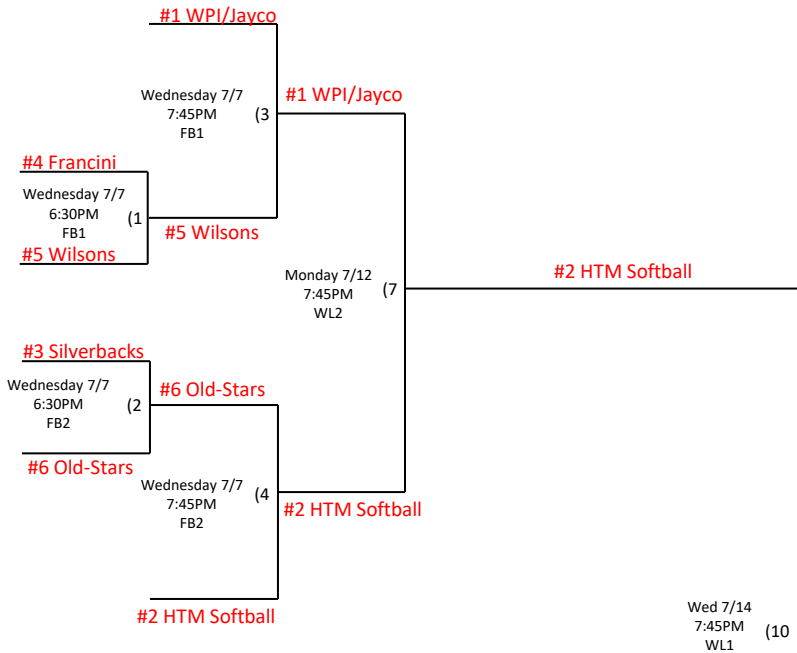 #1 WPI/Jayco
Wednesday 7/7
7:45PM
FB1
(3
#1 WPI/Jayco
#4 Francini
Wednesday 7/7
6:30PM
FB1
(1
#5 Wilsons
#5 Wilsons
Monday 7/12
7:45PM
WL2
(7
#2 HTM Softball
#3 Silverbacks
Wednesday 7/7
6:30PM
FB2
(2
#6 Old-Stars
#6 Old-Stars
Wednesday 7/7
7:45PM
FB2
(4
#2 HTM Softball
#2 HTM Softball
Wed 7/14
7:45PM
WL1
(10